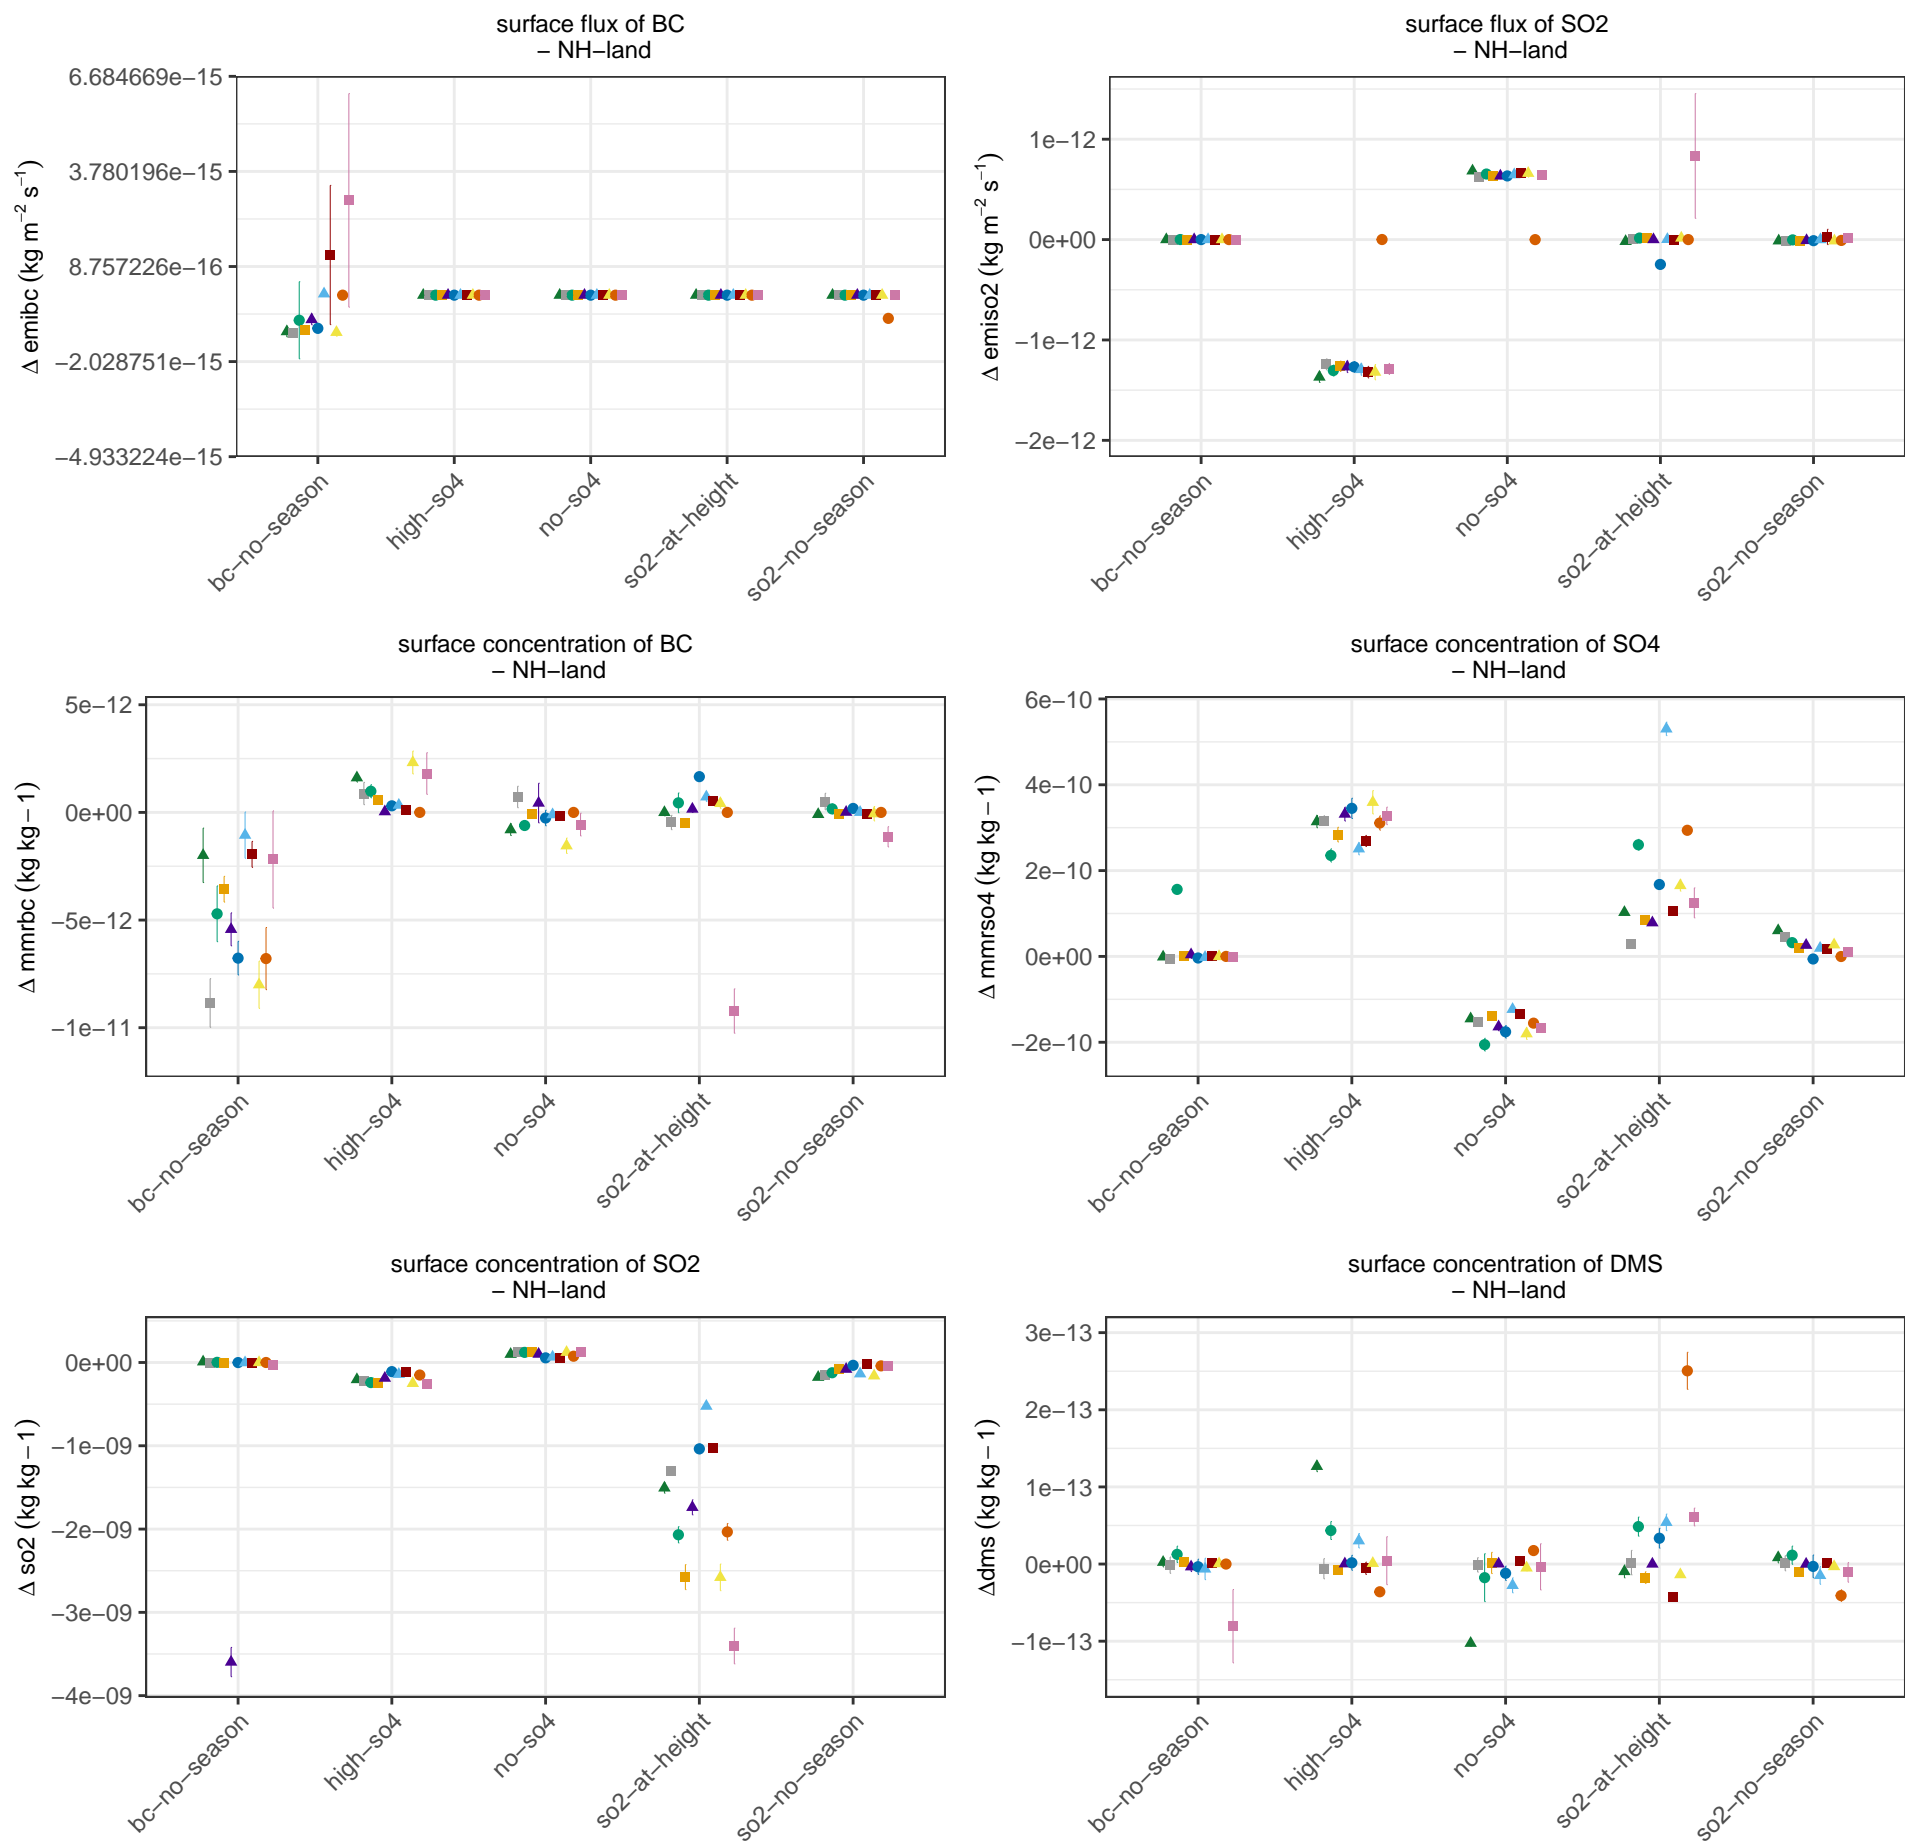 surface flux of BC
− NH−land
6.684669e−15
3.780196e−15
8.757226e−16
−2.028751e−15
−4.933224e−15
Δ emibc (kg m−2 s−1)
bc−no−season
high−so4
no−so4
so2−at−height
so2−no−season
surface flux of SO2
− NH−land
1e−12
0e+00
−1e−12
−2e−12
Δ emiso2 (kg m−2 s−1)
bc−no−season
high−so4
no−so4
so2−at−height
so2−no−season
surface concentration of BC
− NH−land
5e−12
0e+00
−5e−12
−1e−11
Δ mmrbc (kg kg − 1)
bc−no−season
high−so4
no−so4
so2−at−height
so2−no−season
surface concentration of SO4
− NH−land
6e−10
4e−10
2e−10
0e+00
−2e−10
Δ mmrso4 (kg kg − 1)
bc−no−season
high−so4
no−so4
so2−at−height
so2−no−season
surface concentration of SO2
− NH−land
0e+00
−1e−09
−2e−09
−3e−09
−4e−09
Δ so2 (kg kg − 1)
bc−no−season
high−so4
no−so4
so2−at−height
so2−no−season
surface concentration of DMS
− NH−land
3e−13
2e−13
1e−13
0e+00
−1e−13
Δdms (kg kg − 1)
bc−no−season
high−so4
no−so4
so2−at−height
so2−no−season